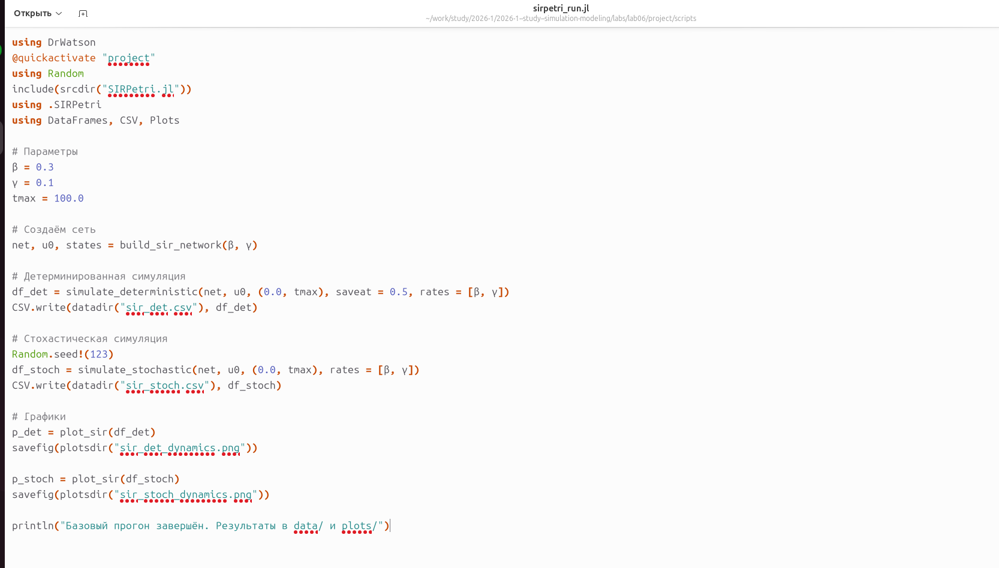 Открыть
sirpetri_run.jl
~/work/study/2026-1/2026-1--study--simulation-modeling/labs/lab06/project/scripts
using DrWatson
@quickactivate "project"
using Random
include(srcdir("SIRPetri.jl"))
using .SIRPetri
using DataFrames, CSV, Plots
# Параметры
β = 0.3
γ = 0.1
tmax = 100.0
# Создаём сеть
net, u0, states = build_sir_network(β, γ)
# Детерминированная симуляция
df_det = simulate_deterministic(net, u0, (0.0, tmax), saveat = 0.5, rates = [β, γ])
CSV.write(datadir("sir_det.csv"), df_det)
# Стохастическая симуляция
Random.seed!(123)
df_stoch = simulate_stochastic(net, u0, (0.0, tmax), rates = [β, γ])
CSV.write(datadir("sir_stoch.csv"), df_stoch)
# Графики
p_det = plot_sir(df_det)
savefig(plotsdir("sir_det_dynamics.png"))
p_stoch = plot_sir(df_stoch)
savefig(plotsdir("sir_stoch_dynamics.png"))
println("Базовый прогон завершён. Результаты в data/ и plots/")